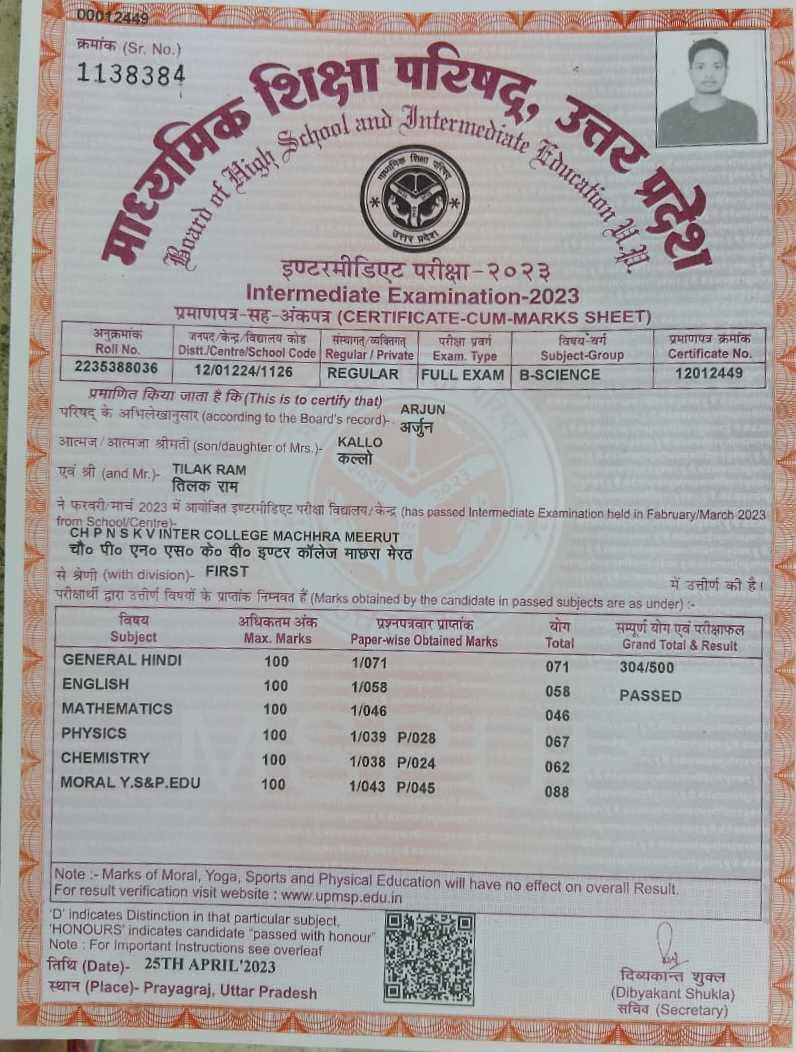 00012449
क्रमांक (Sr. No.)
1138384
माध्यमिक शिक्षा परिषद्, उत्तर प्रदेश
Board of High School and Intermediate Education U.P.
माध्यमिक शिक्षा परिषद
उत्तर प्रदेश
इण्टरमीडिएट परीक्षा-२०२३
Intermediate Examination-2023
प्रमाणपत्र-सह-अंकपत्र (CERTIFICATE-CUM-MARKS SHEET)
अनुक्रमांक जनपद/केन्द्र/विद्यालय कोड संस्थागत/व्यक्तिगत परीक्षा प्रवर्ग विषय-वर्ग प्रमाणपत्र क्रमांक
Roll No. Distt./Centre/School Code Regular / Private Exam. Type Subject-Group Certificate No.
2235388036 12/01224/1126 REGULAR FULL EXAM B-SCIENCE 12012449
प्रमाणित किया जाता है कि(This is to certify that)
परिषद् के अभिलेखानुसार (according to the Board's record)- ARJUN
अर्जुन
आत्मज/आत्मजा श्रीमती (son/daughter of Mrs.)- KALLO
कल्लो
एवं श्री (and Mr.)- TILAK RAM
तिलक राम
ने फरवरी/मार्च 2023 में आयोजित इण्टरमीडिएट परीक्षा विद्यालय/केन्द्र (has passed Intermediate Examination held in Fabruary/March 2023
from School/Centre)-
CH P N S K V INTER COLLEGE MACHHRA MEERUT
चौ० पी० एन० एस० के० वी० इण्टर कॉलेज माछरा मेरठ
से श्रेणी (with division)- FIRST में उत्तीर्ण की है।
परीक्षार्थी द्वारा उत्तीर्ण विषयों के प्राप्तांक निम्नवत हैं (Marks obtained by the candidate in passed subjects are as under) :-
विषय अधिकतम अंक प्रश्नपत्रवार प्राप्तांक योग सम्पूर्ण योग एवं परीक्षाफल
Subject Max. Marks Paper-wise Obtained Marks Total Grand Total & Result
GENERAL HINDI 100 1/071 071 304/500
ENGLISH 100 1/058 058 PASSED
MATHEMATICS 100 1/046 046
PHYSICS 100 1/039 P/028 067
CHEMISTRY 100 1/038 P/024 062
MORAL Y.S&P.EDU 100 1/043 P/045 088
Note :- Marks of Moral, Yoga, Sports and Physical Education will have no effect on overall Result.
For result verification visit website : www.upmsp.edu.in
'D' indicates Distinction in that particular subject,
'HONOURS' indicates candidate "passed with honour"
Note : For Important Instructions see overleaf
तिथि (Date)- 25TH APRIL'2023
स्थान (Place)- Prayagraj, Uttar Pradesh
दिव्यकान्त शुक्ल
(Dibyakant Shukla)
सचिव (Secretary)